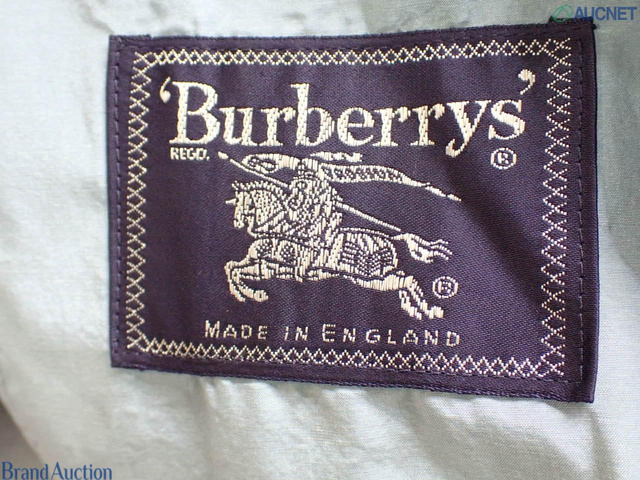 AUCNET
'Burberrys'
REGD. ®
®
MADE IN ENGLAND
Brand Auction